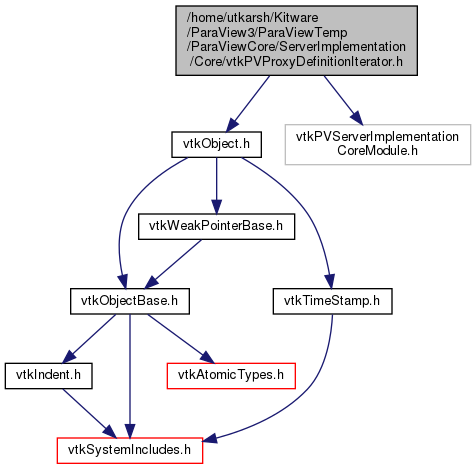 /home/utkarsh/Kitware
/ParaView3/ParaViewTemp
/ParaViewCore/ServerImplementation
/Core/vtkPVProxyDefinitionIterator.h
vtkObject.h
vtkPVServerImplementation
CoreModule.h
vtkWeakPointerBase.h
vtkObjectBase.h
vtkTimeStamp.h
vtkIndent.h
vtkAtomicTypes.h
vtkSystemIncludes.h